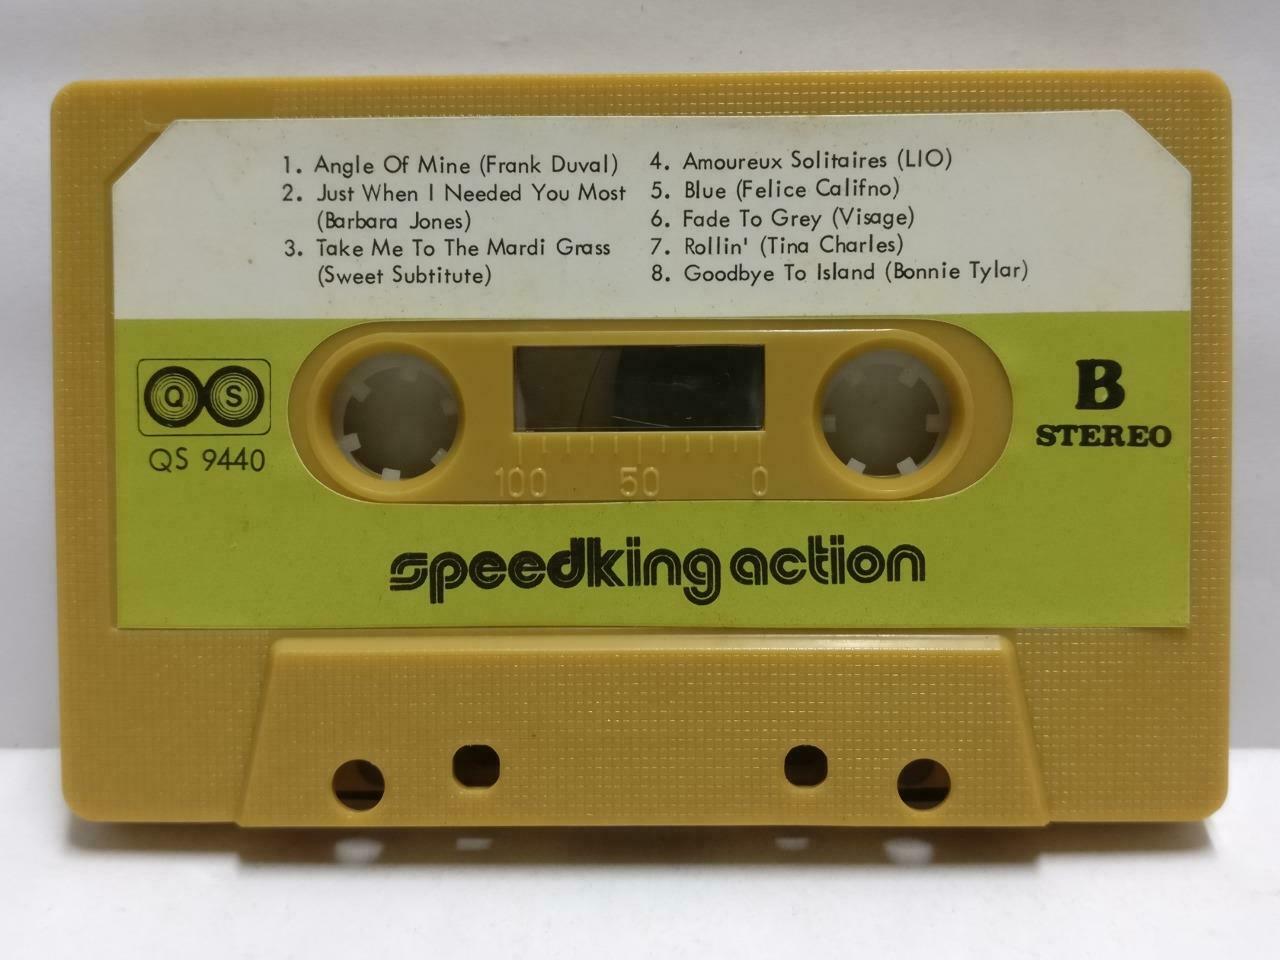 1. Angle Of Mine (Frank Duval)
2. Just When I Needed You Most
(Barbara Jones)
3. Take Me To The Mardi Grass
(Sweet Subtitute)
4. Amoureux Solitaires (LIO)
5. Blue (Felice Califno)
6. Fade To Grey (Visage)
7. Rollin' (Tina Charles)
8. Goodbye To Island (Bonnie Tylar)
Q S
QS 9440
B
STEREO
100 50 0
speedking action